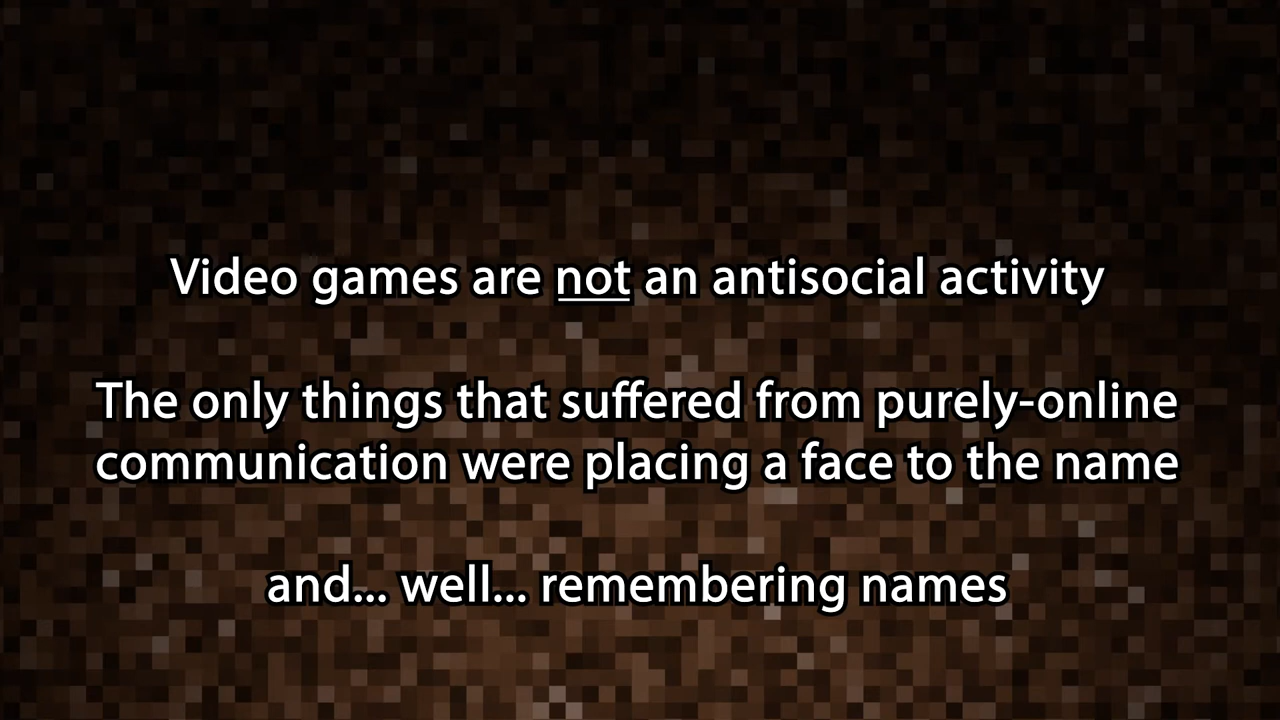 Video games are not an antisocial activity
The only things that suffered from purely-online
communication were placing a face to the name
and... well... remembering names